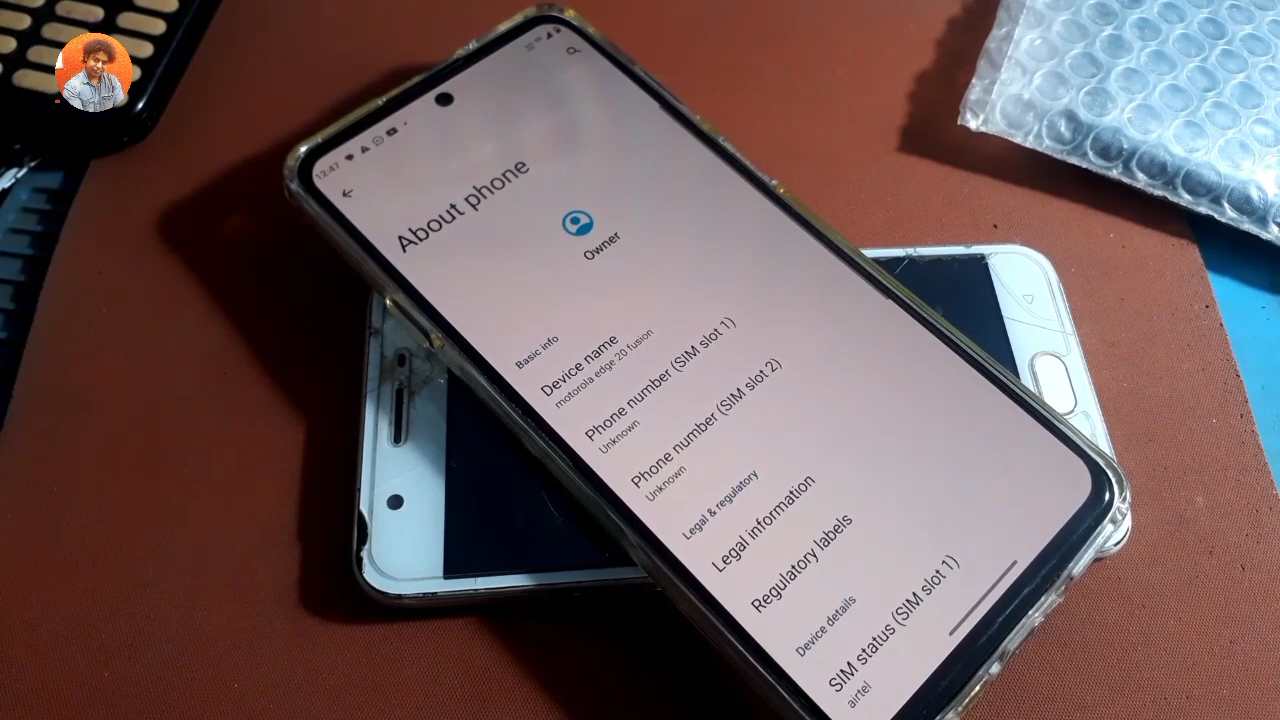 12:47
About phone
Owner
Basic info
Device name
motorola edge 20 fusion
Phone number (SIM slot 1)
Unknown
Phone number (SIM slot 2)
Unknown
Legal & regulatory
Legal information
Regulatory labels
Device details
SIM status (SIM slot 1)
airtel